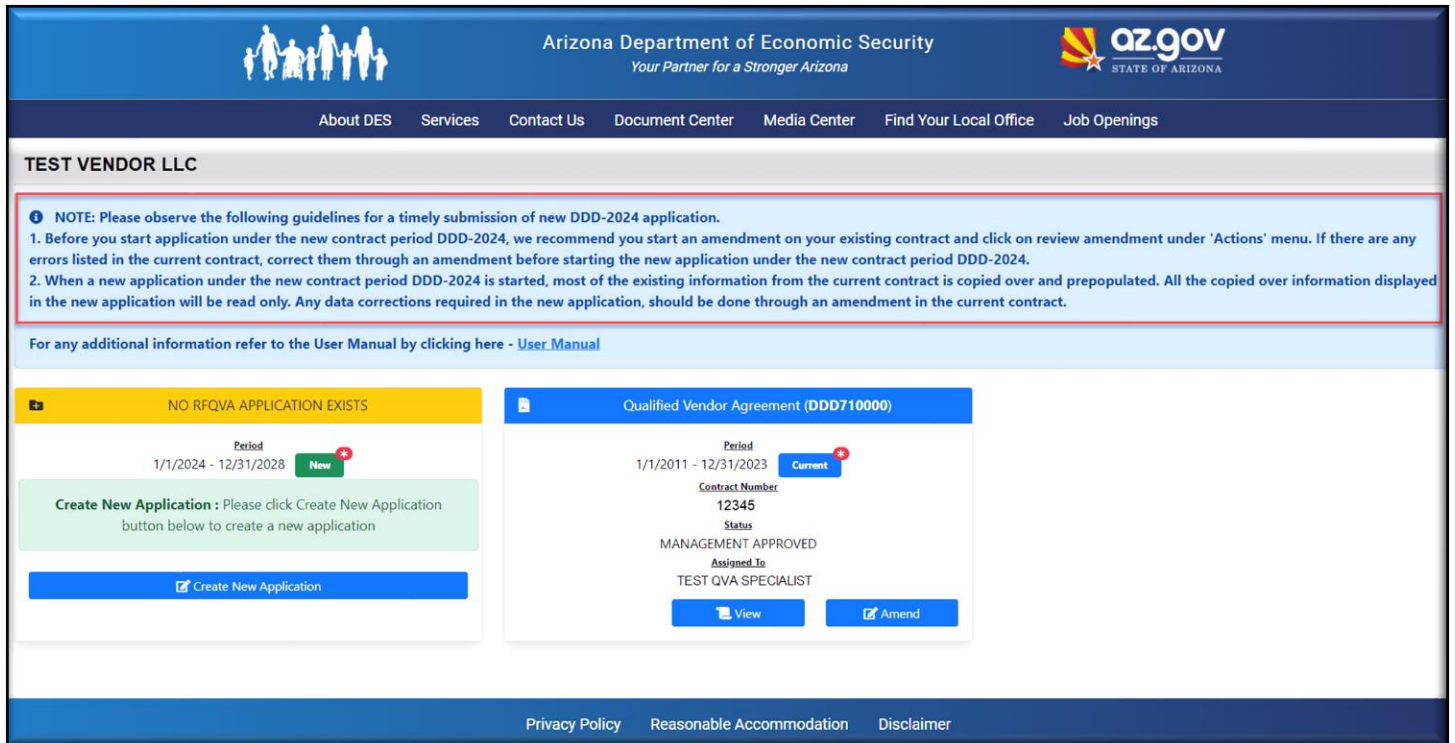 Arizona Department of Economic Security
Your Partner for a Stronger Arizona
az.gov
STATE OF ARIZONA
About DES Services Contact Us Document Center Media Center Find Your Local Office Job Openings
TEST VENDOR LLC
NOTE: Please observe the following guidelines for a timely submission of new DDD-2024 application.
1. Before you start application under the new contract period DDD-2024, we recommend you start an amendment on your existing contract and click on review amendment under 'Actions' menu. If there are any
errors listed in the current contract, correct them through an amendment before starting the new application under the new contract period DDD-2024.
2. When a new application under the new contract period DDD-2024 is started, most of the existing information from the current contract is copied over and prepopulated. All the copied over information displayed
in the new application will be read only. Any data corrections required in the new application, should be done through an amendment in the current contract.
For any additional information refer to the User Manual by clicking here - User Manual
NO RFQVA APPLICATION EXISTS
Period
1/1/2024 - 12/31/2028 New *
Create New Application : Please click Create New Application
button below to create a new application
Create New Application
Qualified Vendor Agreement (DDD710000)
Period
1/1/2011 - 12/31/2023 Current *
Contract Number
12345
Status
MANAGEMENT APPROVED
Assigned To
TEST QVA SPECIALIST
View Amend
Privacy Policy Reasonable Accommodation Disclaimer